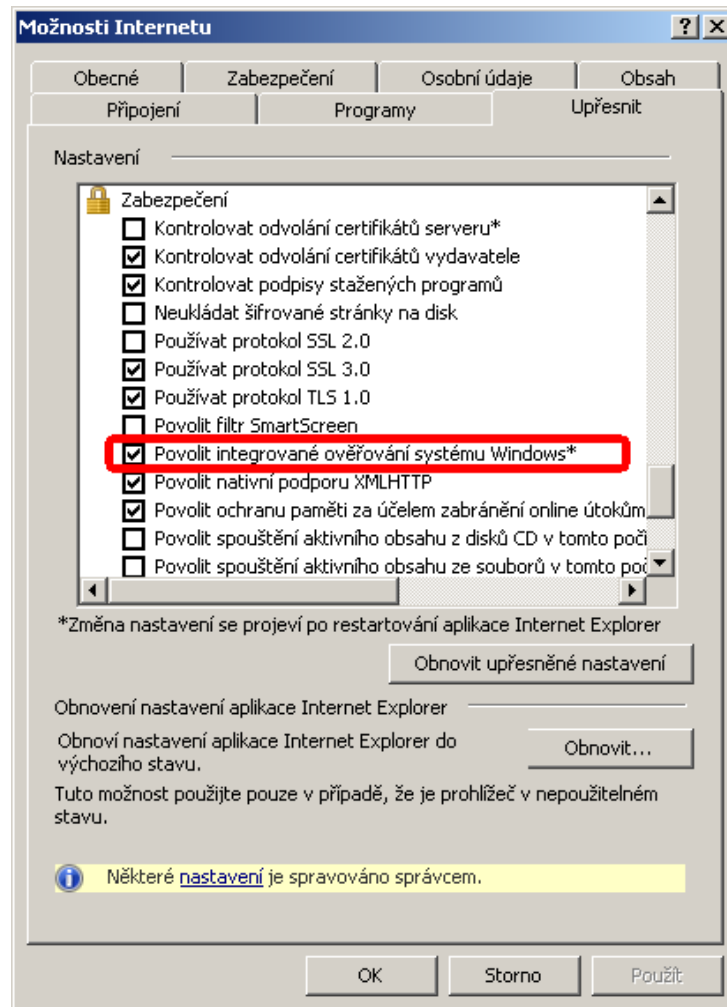 Možnosti Internetu
Obecné Zabezpečení Osobní údaje Obsah
Připojení Programy Upřesnit
Nastavení
Zabezpečení
Kontrolovat odvolání certifikátů serveru*
Kontrolovat odvolání certifikátů vydavatele
Kontrolovat podpisy stažených programů
Neukládat šifrované stránky na disk
Používat protokol SSL 2.0
Používat protokol SSL 3.0
Používat protokol TLS 1.0
Povolit filtr SmartScreen
Povolit integrované ověřování systému Windows*
Povolit nativní podporu XMLHTTP
Povolit ochranu paměti za účelem zabránění online útokům
Povolit spouštění aktivního obsahu z disků CD v tomto počí
Povolit spouštění aktivního obsahu ze souborů v tomto poč
*Změna nastavení se projeví po restartování aplikace Internet Explorer
Obnovit upřesněné nastavení
Obnovení nastavení aplikace Internet Explorer
Obnoví nastavení aplikace Internet Explorer do
výchozího stavu.
Obnovit...
Tuto možnost použijte pouze v případě, že je prohlížeč v nepoužitelném
stavu.
Některé nastavení je spravováno správcem.
OK Storno Použít